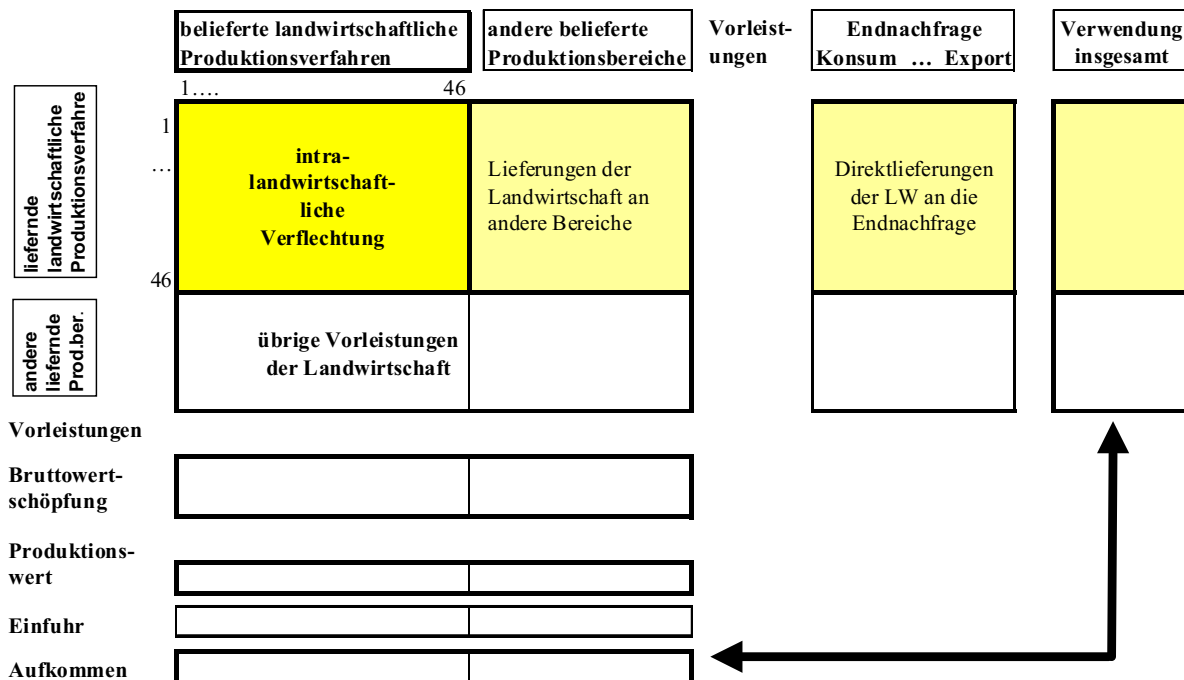 belieferte landwirtschaftliche
Produktionsverfahren
andere belieferte
Produktionsbereiche
Vorleist-
ungen
Endnachfrage
Konsum … Export
Verwendung
insgesamt
1…. 46
liefernde
landwirtschaftliche
Produktionsverfahre
1
…
46
intra-
landwirtschaft-
liche
Verflechtung
Lieferungen der
Landwirtschaft an
andere Bereiche
Direktlieferungen
der LW an die
Endnachfrage
andere
liefernde
Prod.ber.
übrige Vorleistungen
der Landwirtschaft
Vorleistungen
Bruttowert-
schöpfung
Produktions-
wert
Einfuhr
Aufkommen